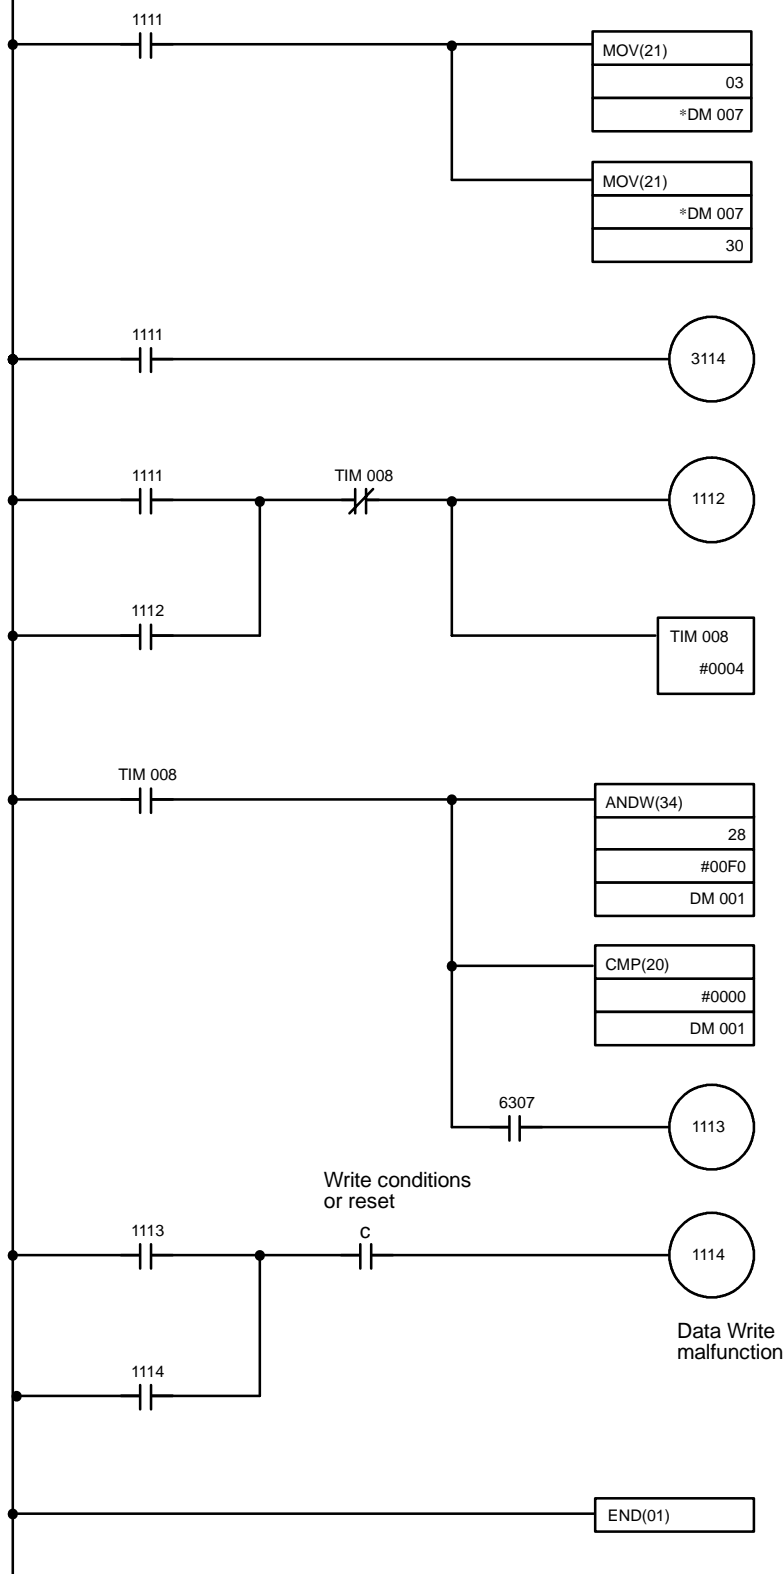 1111
MOV(21)
03
*DM 007
MOV(21)
*DM 007
30
1111
3114
1111
TIM 008
1112
1112
TIM 008
#0004
TIM 008
ANDW(34)
28
#00F0
DM 001
CMP(20)
#0000
DM 001
6307
1113
Write conditions
or reset
1113
c
1114
Data Write
malfunction
1114
END(01)